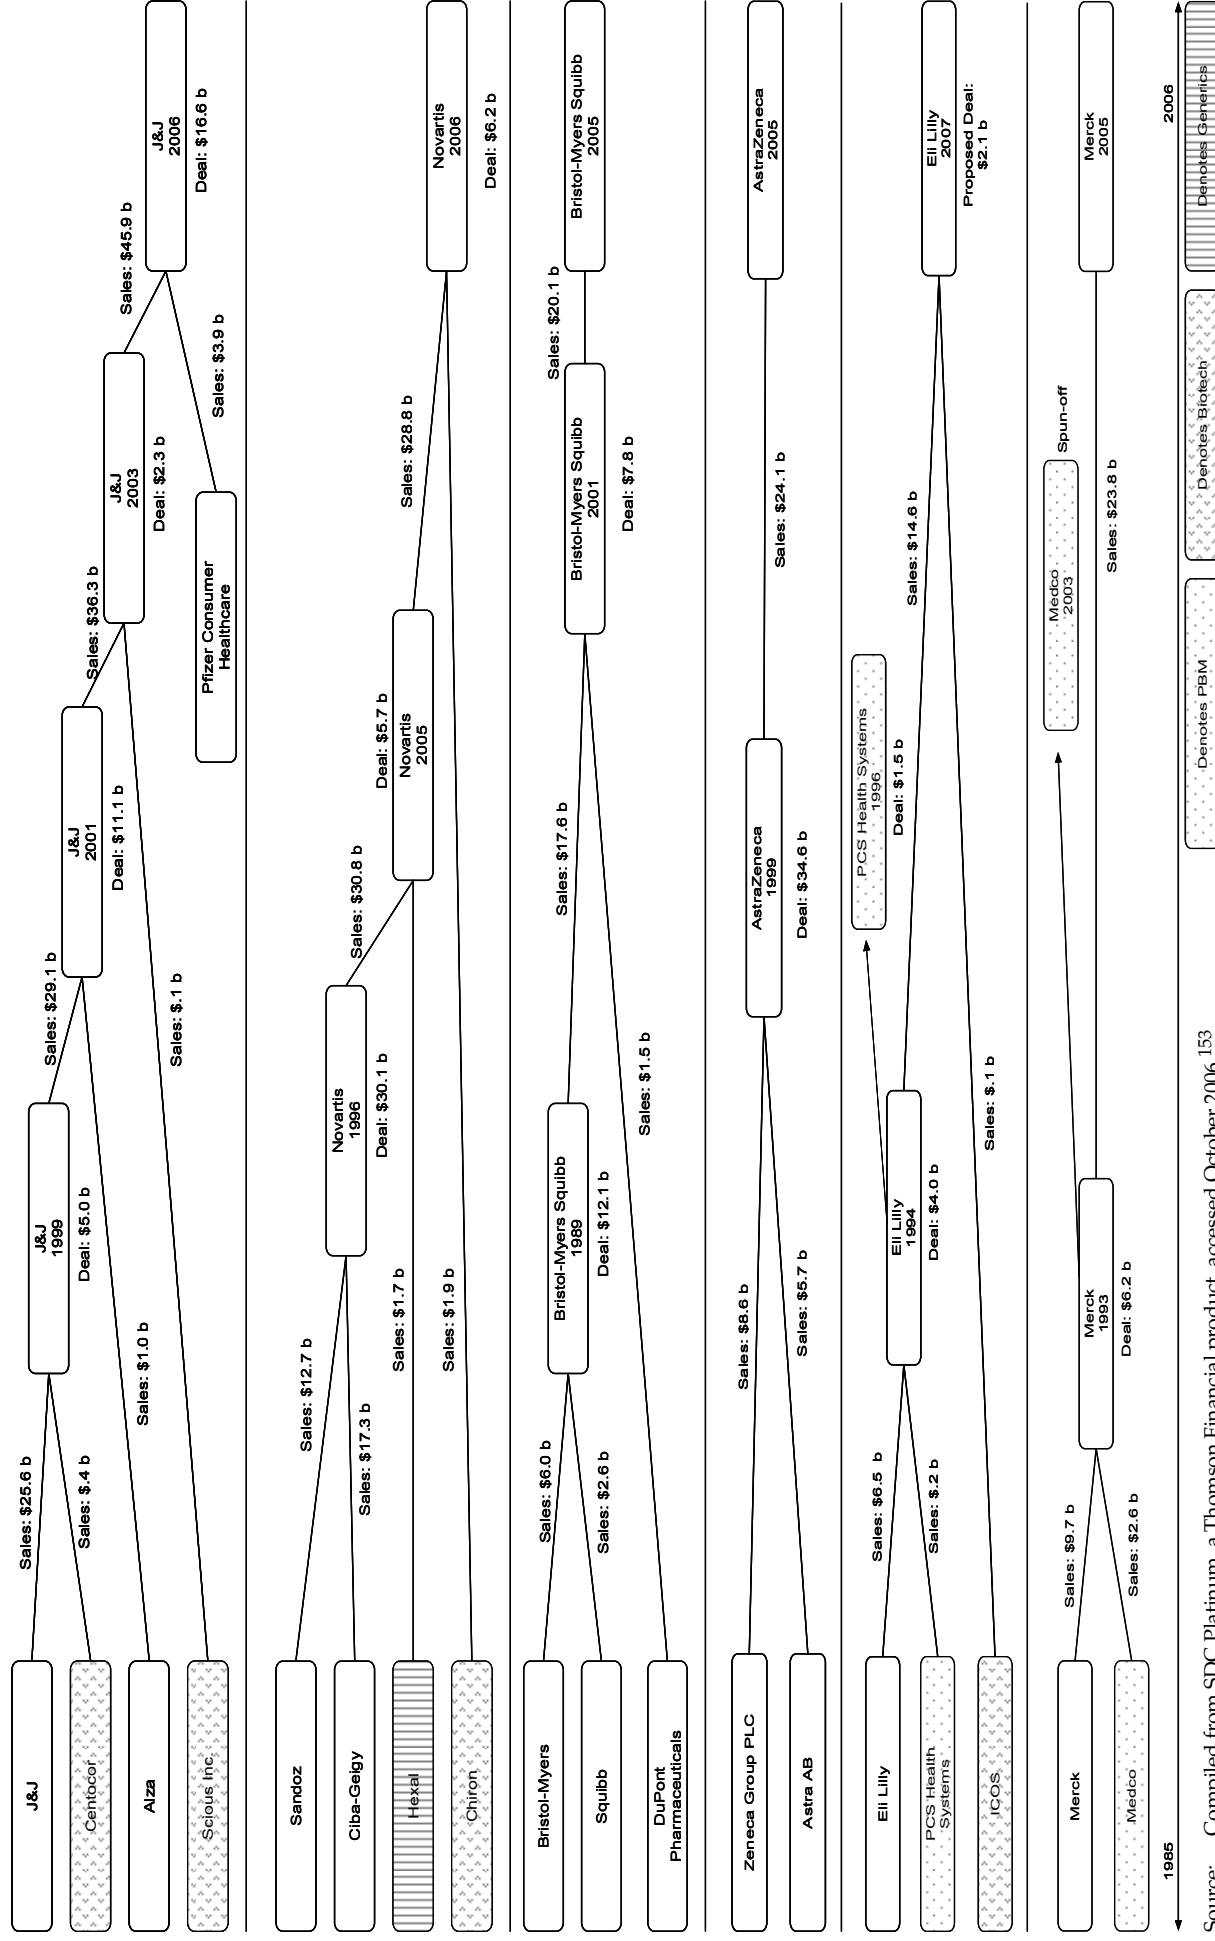 J&J
Centocor
Alza
Scious Inc.
Sales: $25.6 b
Sales: $.4 b
J&J
1999
Deal: $5.0 b
Sales: $1.0 b
Sales: $29.1 b
Sales: $.1 b
J&J
2001
Deal: $11.1 b
Sales: $36.3 b
J&J
2003
Deal: $2.3 b
Pfizer Consumer
Healthcare
Sales: $45.9 b
Sales: $3.9 b
J&J
2006
Deal: $16.6 b
Sandoz
Ciba-Geigy
Hexal
Chiron
Sales: $12.7 b
Sales: $17.3 b
Sales: $1.7 b
Sales: $1.9 b
Novartis
1996
Deal: $30.1 b
Sales: $30.8 b
Deal: $5.7 b
Novartis
2005
Sales: $28.8 b
Novartis
2006
Deal: $6.2 b
Bristol-Myers
Squibb
DuPont
Pharmaceuticals
Sales: $6.0 b
Sales: $2.6 b
Bristol-Myers Squibb
1989
Deal: $12.1 b
Sales: $1.5 b
Sales: $17.6 b
Bristol-Myers Squibb
2001
Deal: $7.8 b
Sales: $20.1 b
Bristol-Myers Squibb
2005
Zeneca Group PLC
Astra AB
Sales: $8.6 b
Sales: $5.7 b
AstraZeneca
1999
Deal: $34.6 b
Sales: $24.1 b
AstraZeneca
2005
Eli Lilly
PCS Health
Systems
ICOS
Sales: $6.5 b
Sales: $.2 b
Eli Lilly
1994
Deal: $4.0 b
Sales: $.1 b
PCS Health Systems
1996
Deal: $1.5 b
Sales: $14.6 b
Eli Lilly
2007
Proposed Deal:
$2.1 b
Merck
Medco
Sales: $9.7 b
Sales: $2.6 b
Merck
1993
Deal: $6.2 b
Medco
2003
Spun-off
Sales: $23.8 b
Merck
2005
1985
2006
Denotes PBM
Denotes Biotech
Denotes Generics
Source: Compiled from SDC Platinum, a Thomson Financial product, accessed October 2006.153